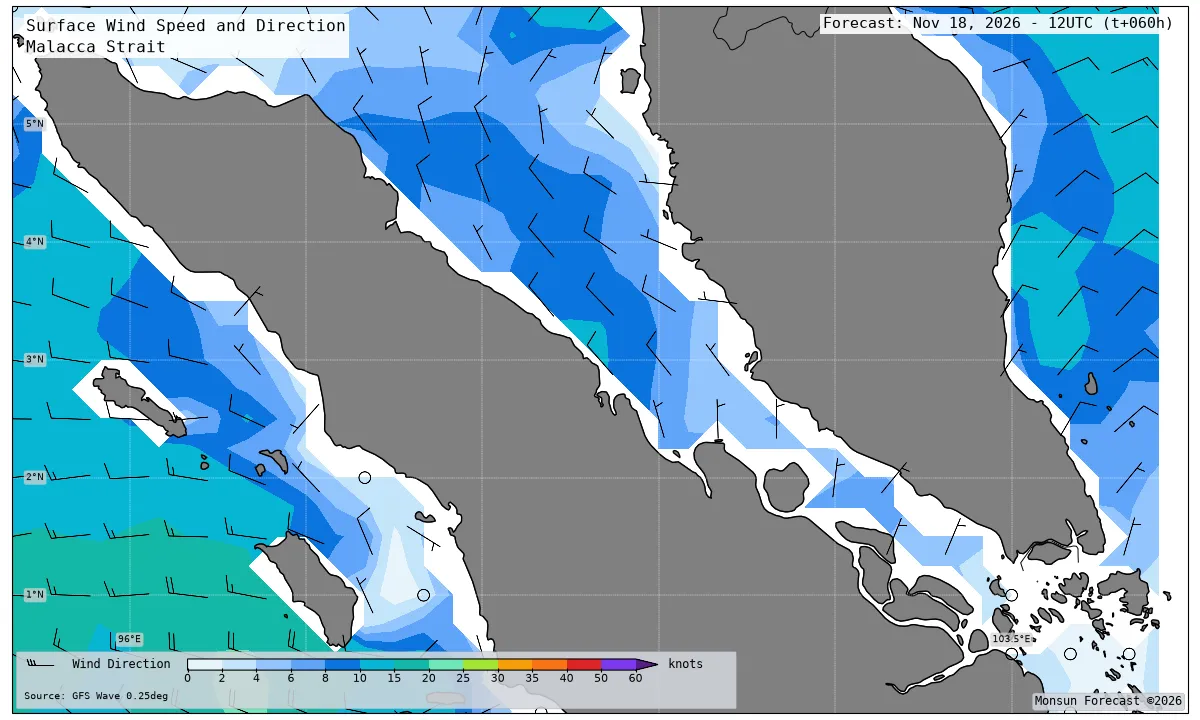 Surface Wind Speed and Direction
Malacca Strait
Forecast: Nov 18, 2026 - 12UTC (t+060h)
5°N
4°N
3°N
2°N
1°N
96°E
103.5°E
Wind Direction
0 2 4 6 8 10 15 20 25 30 35 40 50 60
knots
Source: GFS Wave 0.25deg
Monsun Forecast ©2026